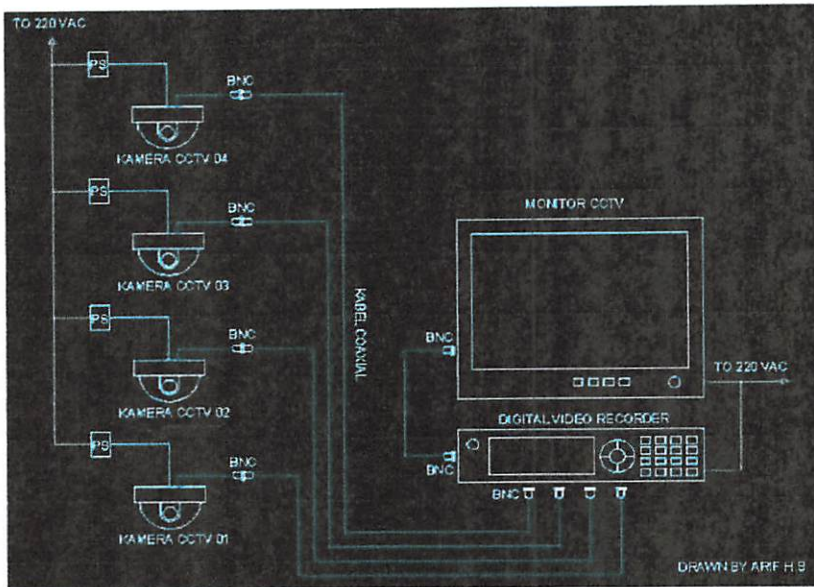 TO 220 VAC
PS
BNC
KAMERA CCTV 04
PS
BNC
KAMERA CCTV 03
PS
BNC
KAMERA CCTV 02
PS
BNC
KAMERA CCTV 01
KABEL COAXIAL
MONITOR CCTV
BNC
TO 220 VAC
DIGITAL VIDEO RECORDER
BNC
BNC
DRAWN BY ARIF H B